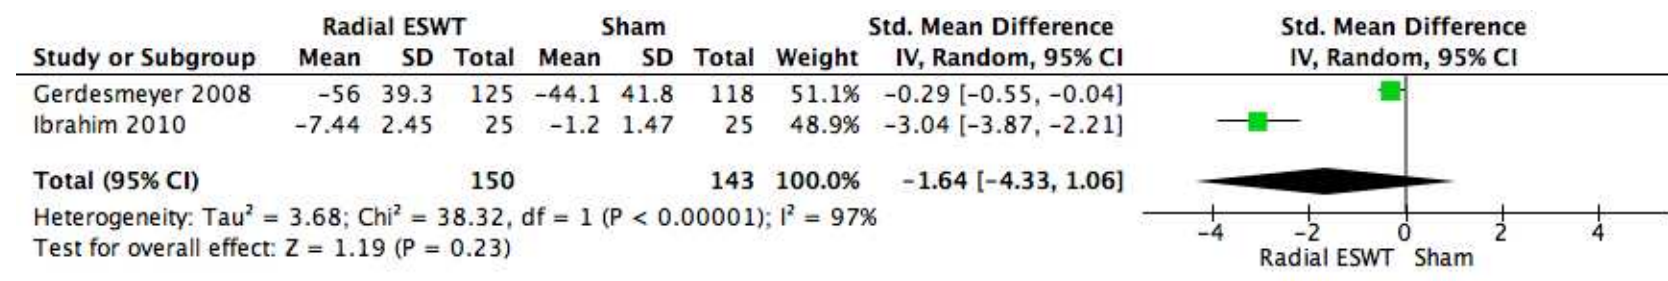 Radial ESWT Sham Std. Mean Difference Std. Mean Difference
Study or Subgroup Mean SD Total Mean SD Total Weight IV, Random, 95% CI IV, Random, 95% CI
Gerdesmeyer 2008 −56 39.3 125 −44.1 41.8 118 51.1% −0.29 [−0.55, −0.04]
Ibrahim 2010 −7.44 2.45 25 −1.2 1.47 25 48.9% −3.04 [−3.87, −2.21]
Total (95% CI) 150 143 100.0% −1.64 [−4.33, 1.06]
Heterogeneity: Tau² = 3.68; Chi² = 38.32, df = 1 (P < 0.00001); I² = 97%
Test for overall effect: Z = 1.19 (P = 0.23)
−4 −2 0 2 4
Radial ESWT Sham